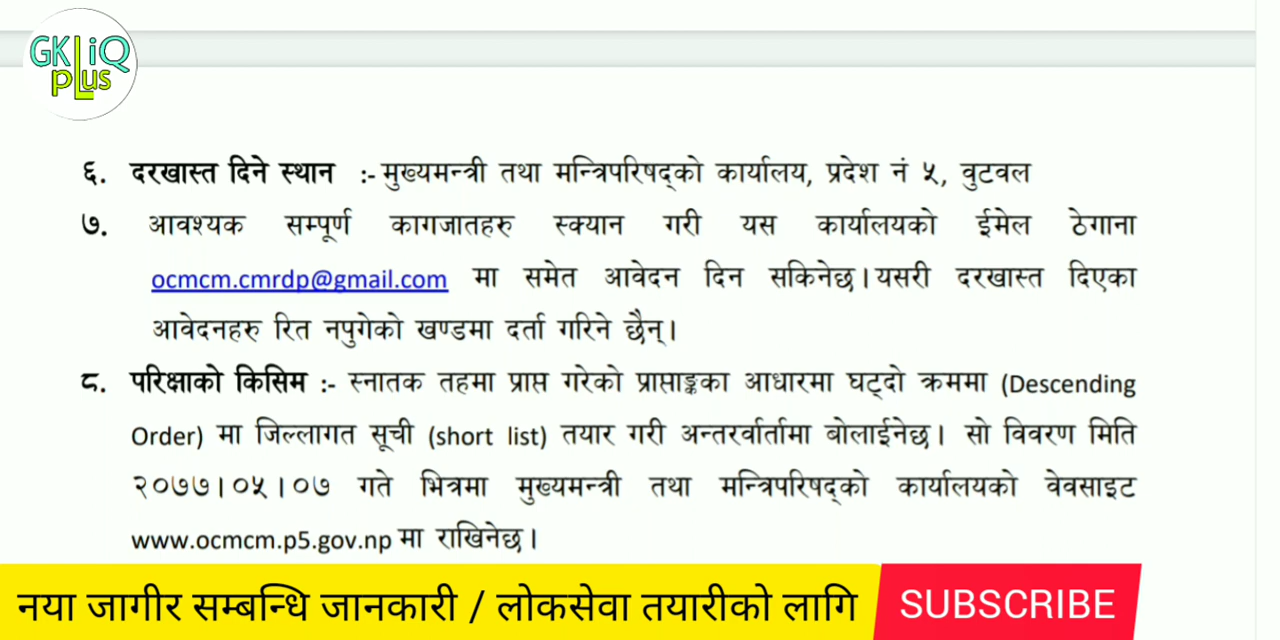 GK LiQ
pLus
६. दरखास्त दिने स्थान :- मुख्यमन्त्री तथा मन्त्रिपरिषद्को कार्यालय, प्रदेश नं ५, वुटवल
७. आवश्यक सम्पूर्ण कागजातहरु स्क्यान गरी यस कार्यालयको ईमेल ठेगाना
ocmcm.cmrdp@gmail.com मा समेत आवेदन दिन सकिनेछ। यसरी दरखास्त दिएका
आवेदनहरु रित नपुगेको खण्डमा दर्ता गरिने छैन्।
८. परिक्षाको किसिम :- स्नातक तहमा प्राप्त गरेको प्राप्ताङ्कका आधारमा घट्दो क्रममा (Descending
Order) मा जिल्लागत सूची (short list) तयार गरी अन्तरर्वार्तामा बोलाईनेछ। सो विवरण मिति
२०७७।०५।०७ गते भित्रमा मुख्यमन्त्री तथा मन्त्रिपरिषद्को कार्यालयको वेवसाइट
www.ocmcm.p5.gov.np मा राखिनेछ।
नया जागीर सम्बन्धि जानकारी / लोकसेवा तयारीको लागि SUBSCRIBE